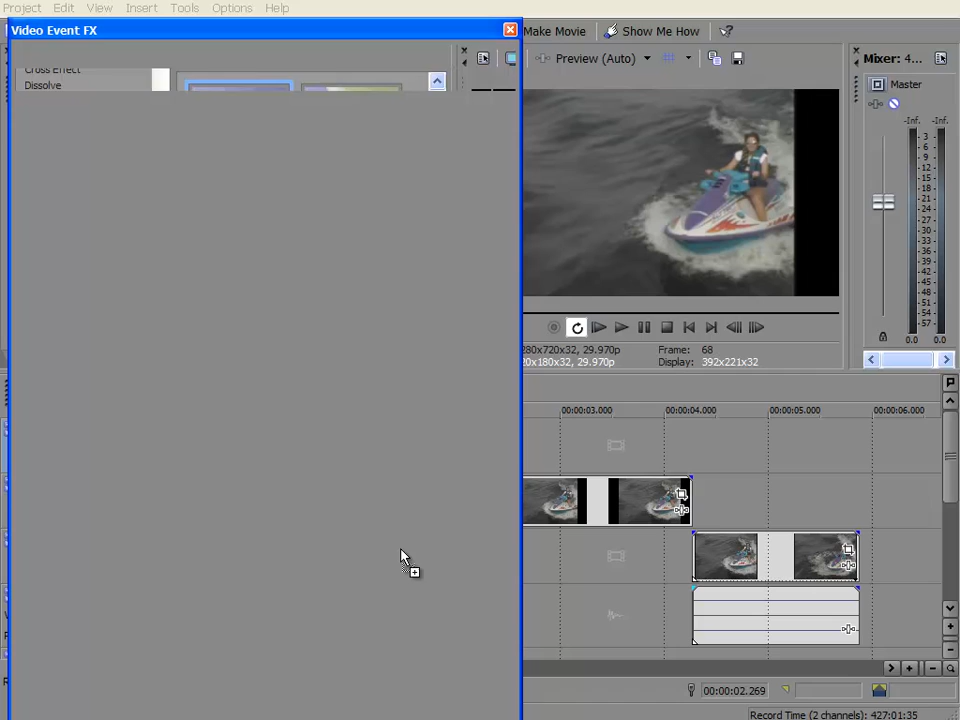 Project Edit View Insert Tools Options Help
Video Event FX
Make Movie Show Me How
Cross Effect
Dissolve
Preview (Auto)
Mixer: 4...
Master
-Inf. -Inf.
3
6
9
12
15
18
21
24
27
30
33
36
39
42
45
48
51
54
57
0.0 0.0
280x720x32, 29.970p Frame: 68
20x180x32, 29.970p Display: 392x221x32
00:00:03.000 00:00:04.000 00:00:05.000 00:00:06.000
00:00:02.269
Record Time (2 channels): 427:01:35